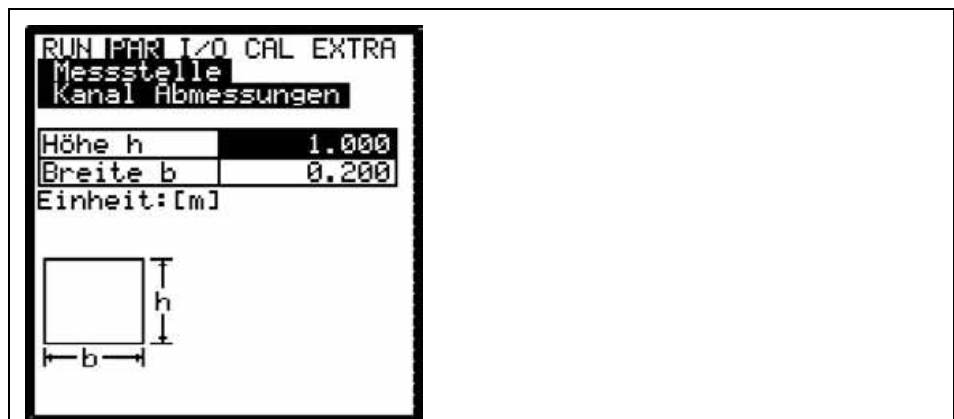 RUN PAR I/O CAL EXTRA
Messstelle
Kanal Abmessungen
Höhe h 1.000
Breite b 0.200
Einheit:[m]
h
b